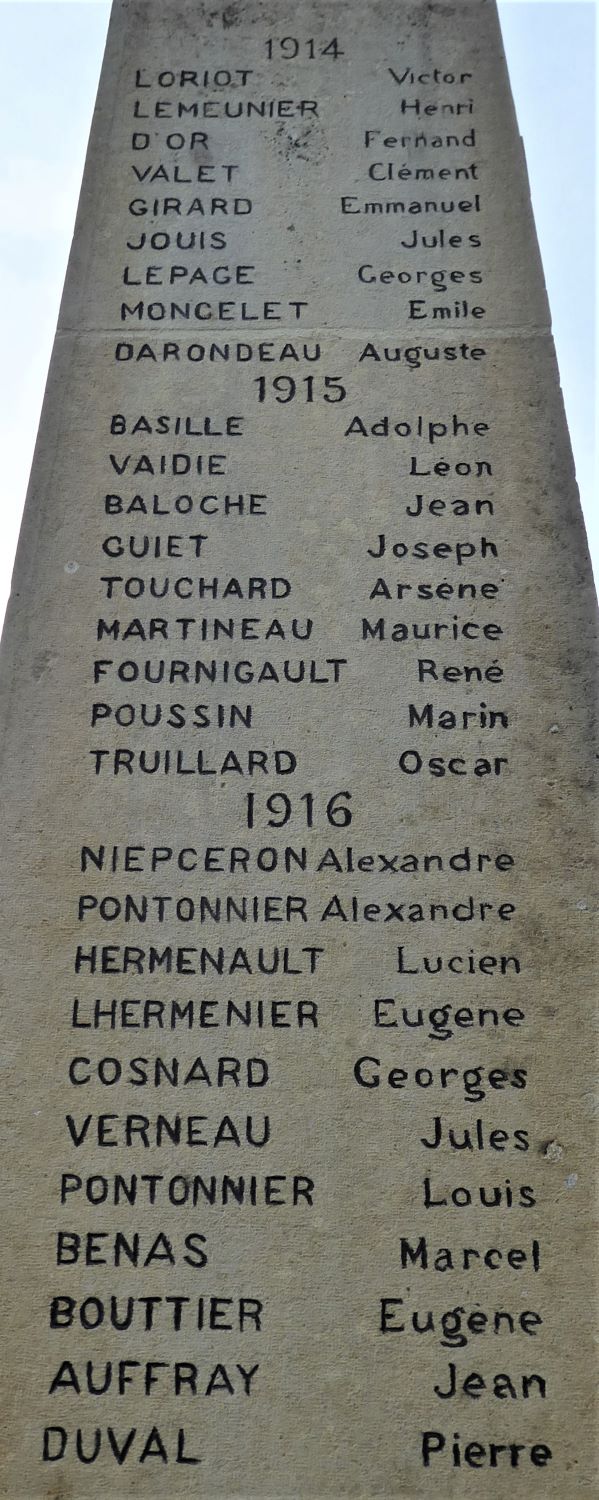 1914
LORIOT Victor
LEMEUNIER Henri
D'OR Fernand
VALET Clément
GIRARD Emmanuel
JOUIS Jules
LEPAGE Georges
MONCELET Emile
DARONDEAU Auguste
1915
BASILLE Adolphe
VAIDIE Léon
BALOCHE Jean
GUIET Joseph
TOUCHARD Arsène
MARTINEAU Maurice
FOURNIGAULT René
POUSSIN Marin
TRUILLARD Oscar
1916
NIEPCERON Alexandre
PONTONNIER Alexandre
HERMENAULT Lucien
LHERMENIER Eugène
COSNARD Georges
VERNEAU Jules
PONTONNIER Louis
BENAS Marcel
BOUTTIER Eugène
AUFFRAY Jean
DUVAL Pierre